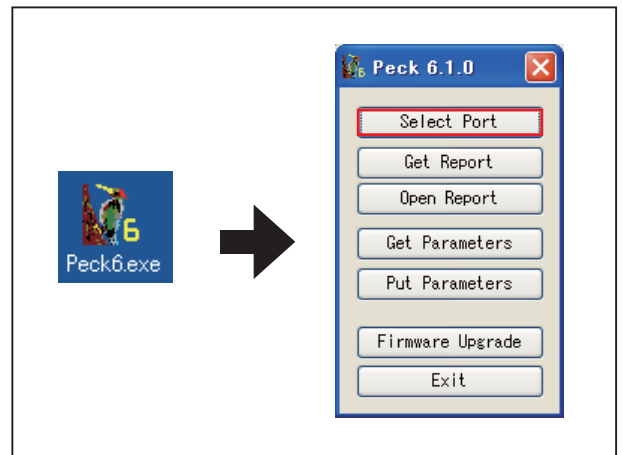 6
Peck6.exe
6 Peck 6.1.0
Select Port
Get Report
Open Report
Get Parameters
Put Parameters
Firmware Upgrade
Exit